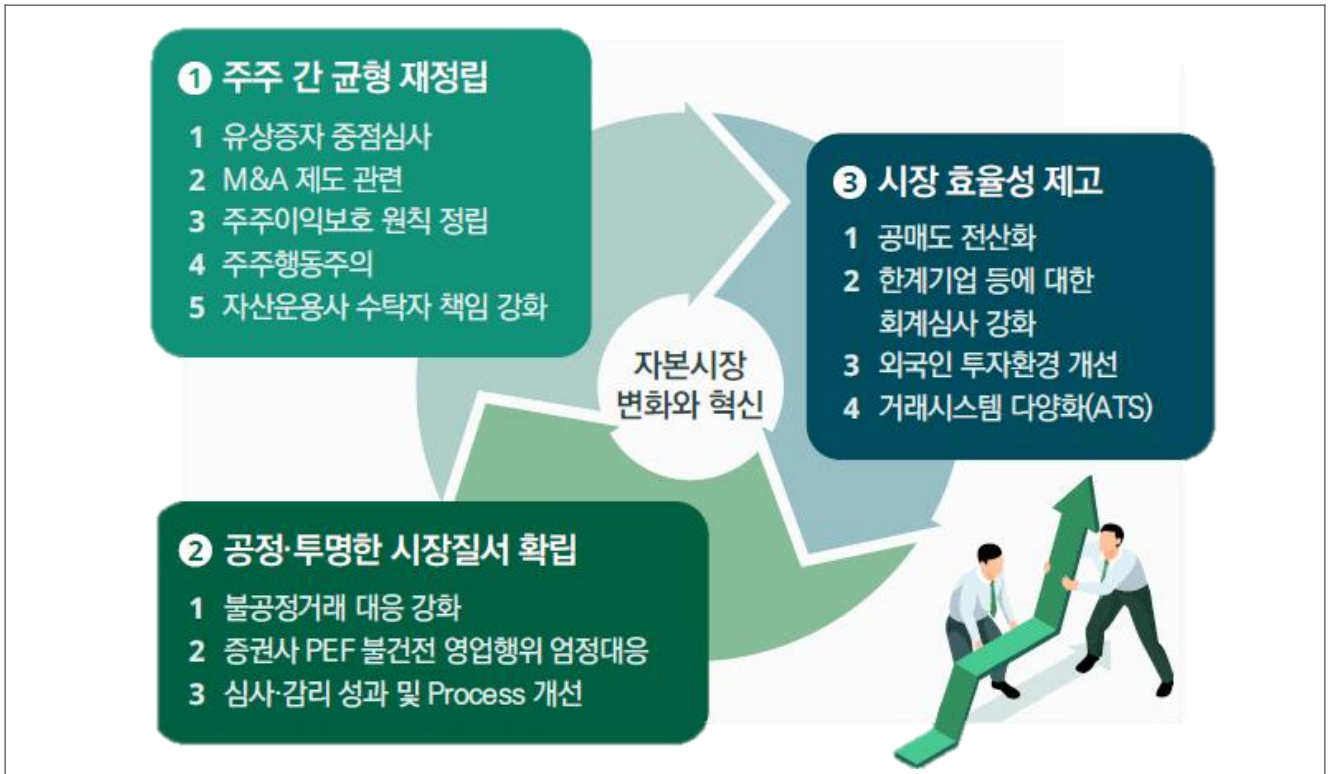 ❶ 주주 간 균형 재정립
1 유상증자 중점심사
2 M&A 제도 관련
3 주주이익보호 원칙 정립
4 주주행동주의
5 자산운용사 수탁자 책임 강화
❷ 공정·투명한 시장질서 확립
1 불공정거래 대응 강화
2 증권사 PEF 불건전 영업행위 엄정대응
3 심사·감리 성과 및 Process 개선
❸ 시장 효율성 제고
1 공매도 전산화
2 한계기업 등에 대한
회계심사 강화
3 외국인 투자환경 개선
4 거래시스템 다양화(ATS)
자본시장
변화와 혁신